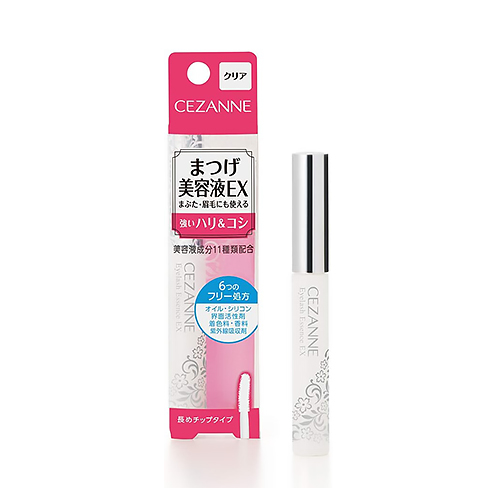 クリア
CEZANNE
まつげ
美容液EX
まぶた・眉毛にも使える
強いハリ&コシ
美容液成分11種類配合
6つの
フリー処方
オイル・シリコン
界面活性剤
着色料・香料
紫外線吸収剤
長めチップタイプ
CEZANNE
Eyelash Essence EX